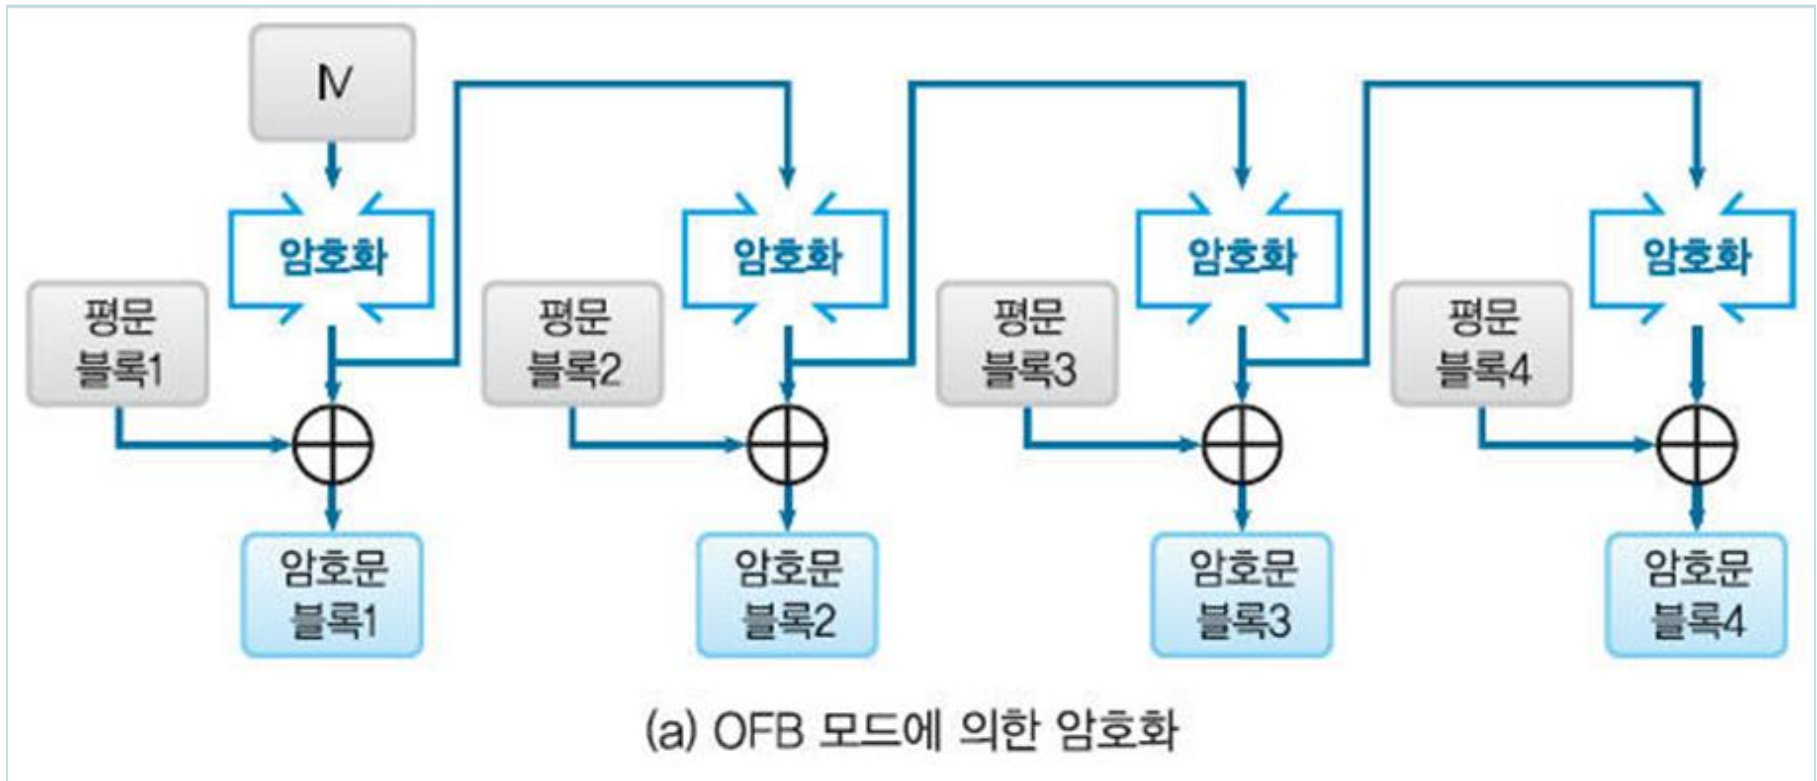 IV
암호화
암호화
암호화
암호화
평문
블록1
평문
블록2
평문
블록3
평문
블록4
암호문
블록1
암호문
블록2
암호문
블록3
암호문
블록4
(a) OFB 모드에 의한 암호화